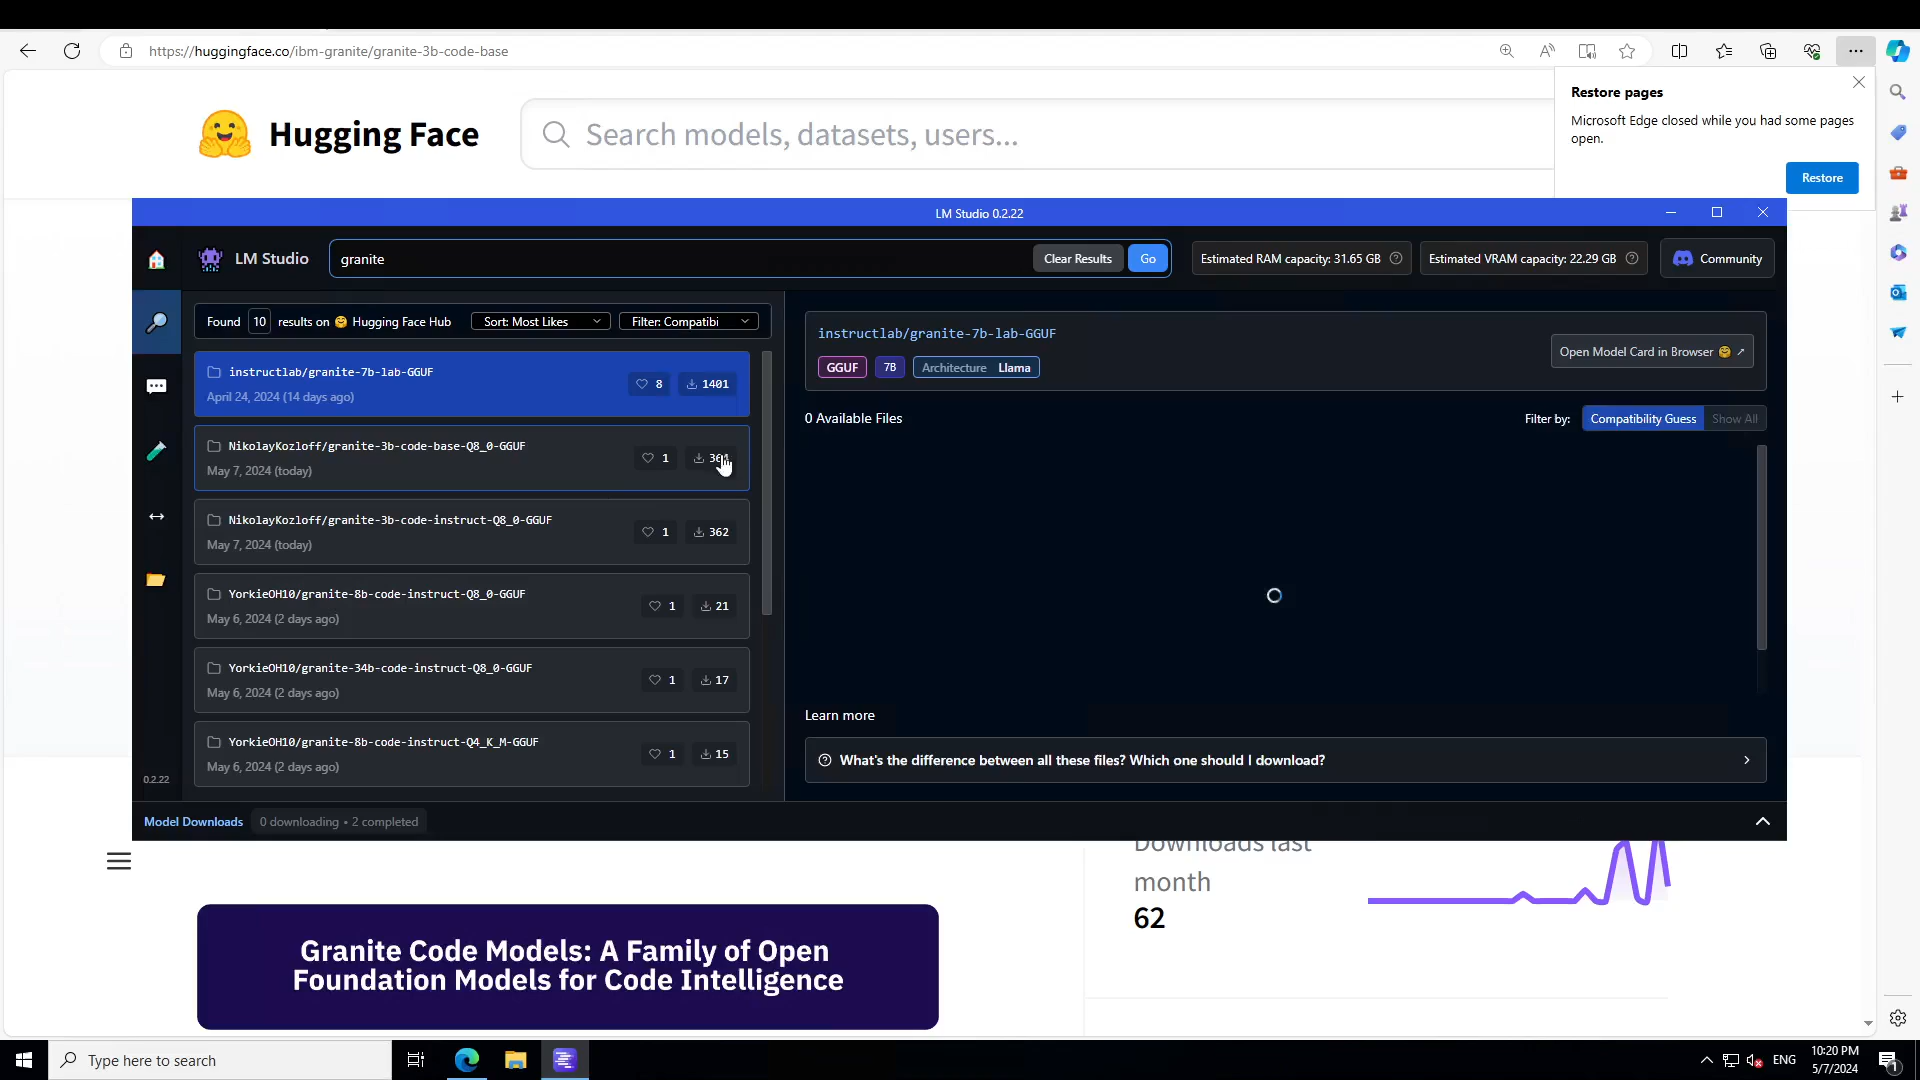 https://huggingface.co/ibm-granite/granite-3b-code-base
Restore pages
Microsoft Edge closed while you had some pages
open.
Restore
Hugging Face
Search models, datasets, users...
LM Studio 0.2.22
LM Studio
granite
Clear Results
Go
Estimated RAM capacity: 31.65 GB
Estimated VRAM capacity: 22.29 GB
Community
Found 10 results on Hugging Face Hub
Sort: Most Likes
Filter: Compatibi
instructlab/granite-7b-lab-GGUF
April 24, 2024 (14 days ago)
8
1401
NikolayKozloff/granite-3b-code-base-Q8_0-GGUF
May 7, 2024 (today)
1
NikolayKozloff/granite-3b-code-instruct-Q8_0-GGUF
May 7, 2024 (today)
1
362
YorkieOH10/granite-8b-code-instruct-Q8_0-GGUF
May 6, 2024 (2 days ago)
1
21
YorkieOH10/granite-34b-code-instruct-Q8_0-GGUF
May 6, 2024 (2 days ago)
1
17
YorkieOH10/granite-8b-code-instruct-Q4_K_M-GGUF
May 6, 2024 (2 days ago)
1
15
0.2.22
instructlab/granite-7b-lab-GGUF
GGUF
7B
Architecture Llama
Open Model Card in Browser
0 Available Files
Filter by:
Compatibility Guess
Show All
Learn more
What's the difference between all these files? Which one should I download?
Model Downloads
0 downloading • 2 completed
Downloads last
month
62
Granite Code Models: A Family of Open
Foundation Models for Code Intelligence
Type here to search
ENG
10:20 PM
5/7/2024
1